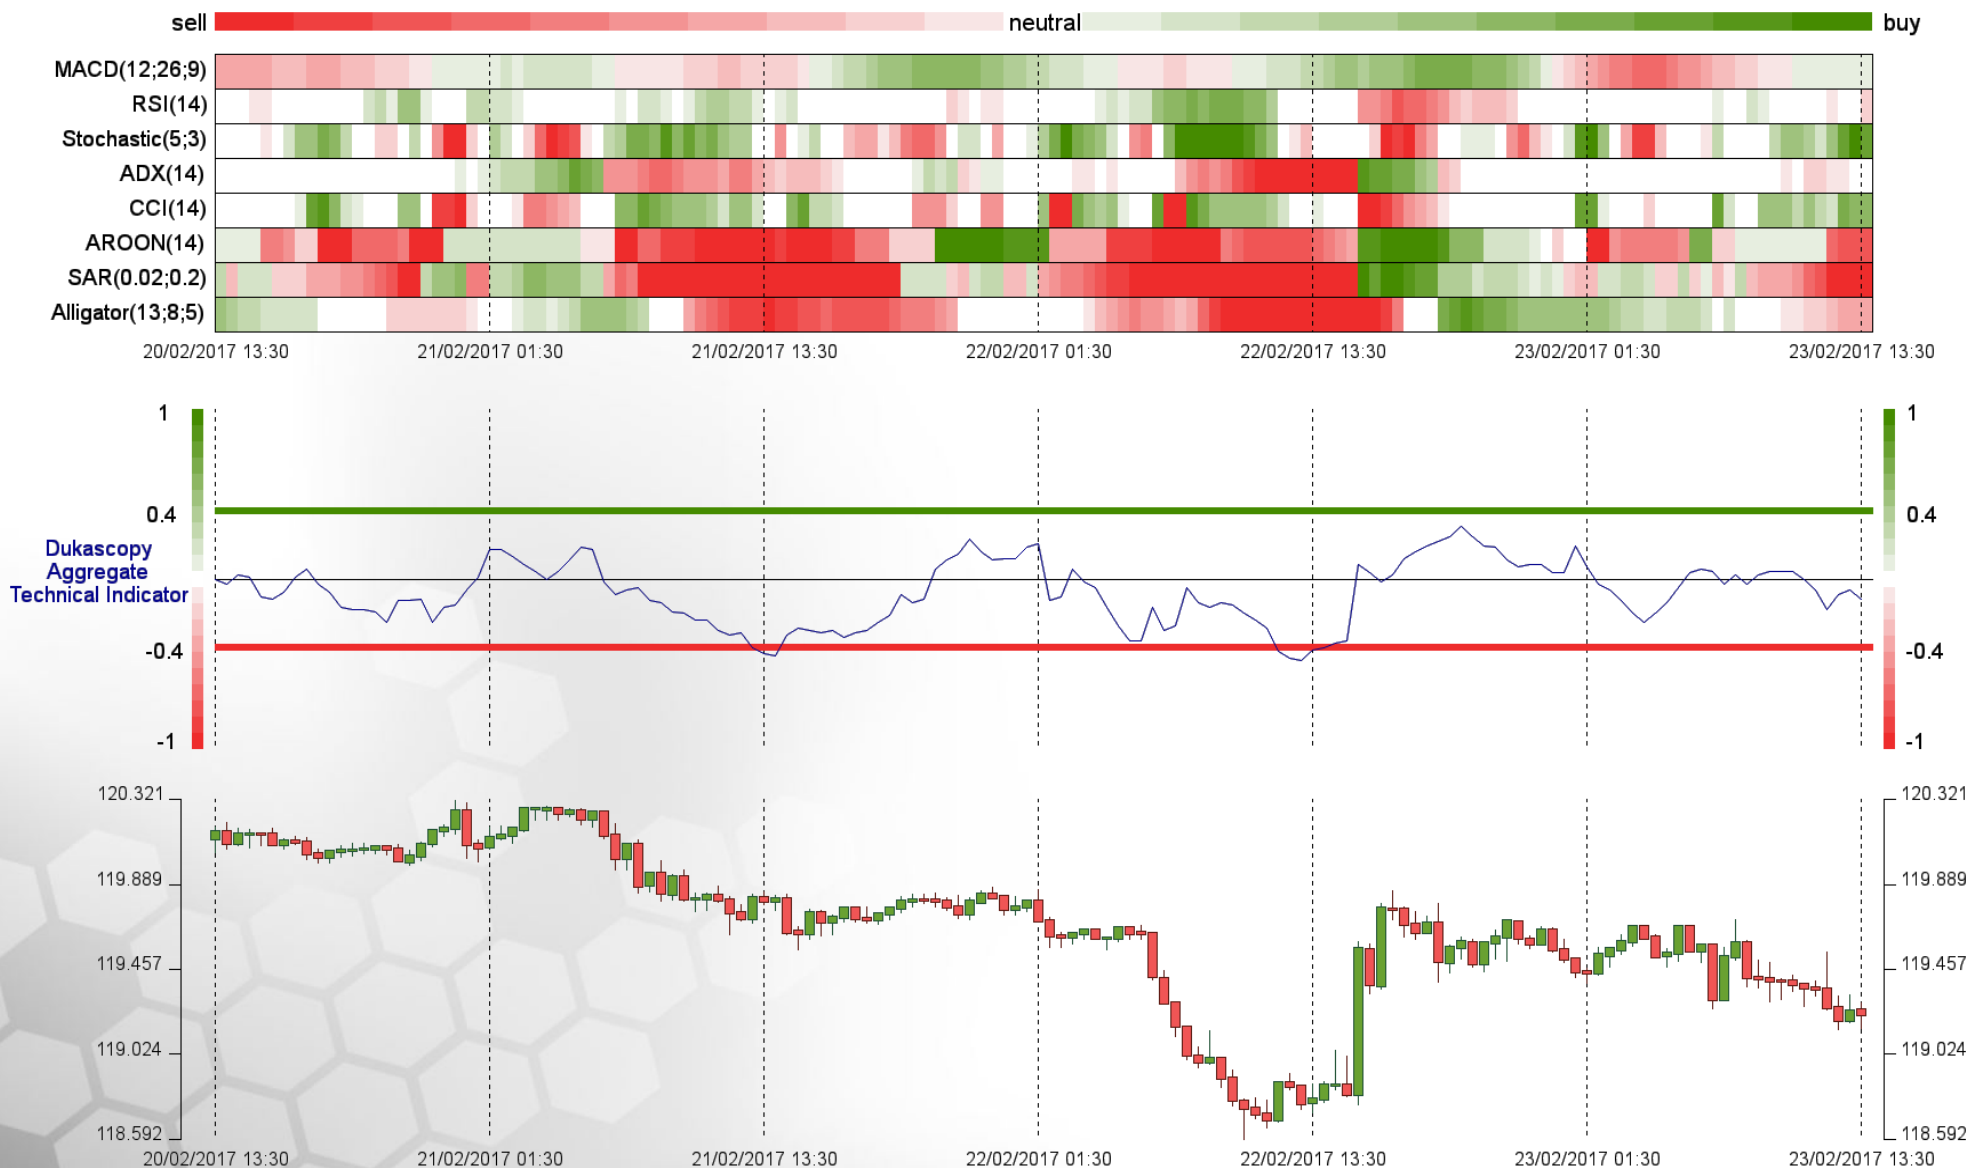 sell neutral buy
MACD(12;26;9)
RSI(14)
Stochastic(5;3)
ADX(14)
CCI(14)
AROON(14)
SAR(0.02;0.2)
Alligator(13;8;5)
20/02/2017 13:30 21/02/2017 01:30 21/02/2017 13:30 22/02/2017 01:30 22/02/2017 13:30 23/02/2017 01:30 23/02/2017 13:30
1 1
0.4 0.4
Dukascopy
Aggregate
Technical Indicator
-0.4 -0.4
-1 -1
120.321 120.321
119.889 119.889
119.457 119.457
119.024 119.024
118.592 118.592
20/02/2017 13:30 21/02/2017 01:30 21/02/2017 13:30 22/02/2017 01:30 22/02/2017 13:30 23/02/2017 01:30 23/02/2017 13:30